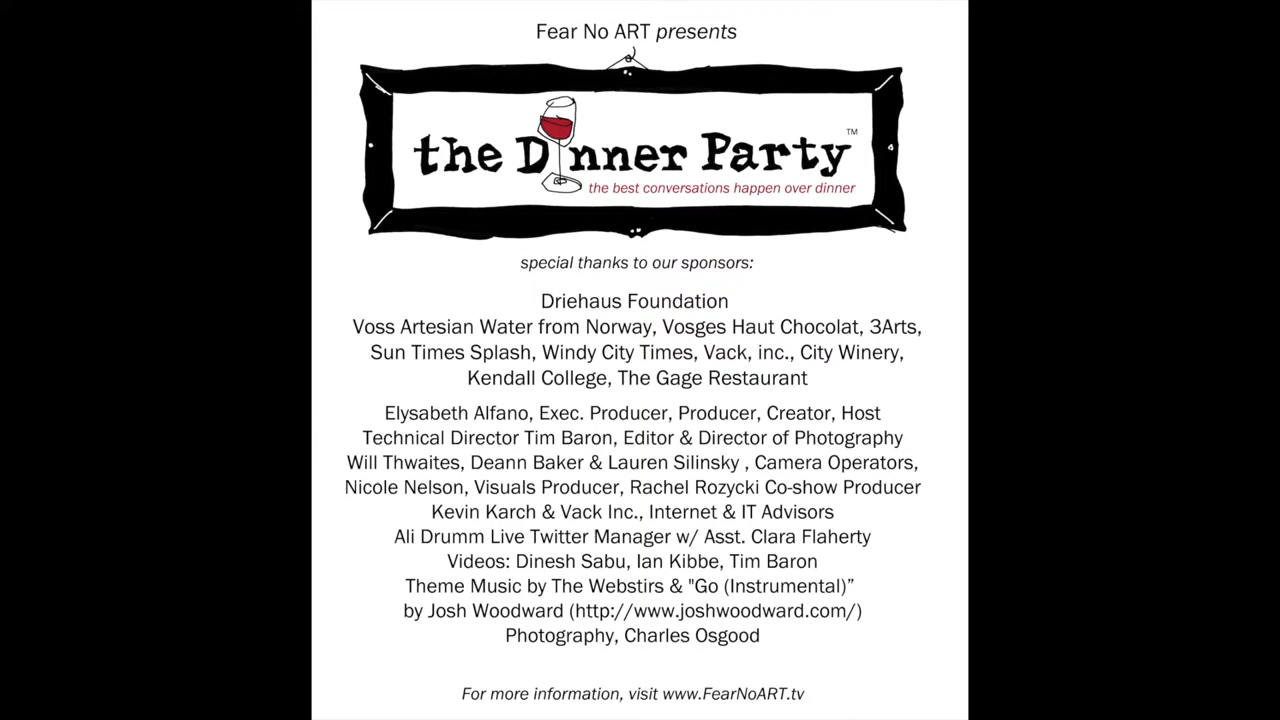 Fear No ART presents
the Dinner Party™
the best conversations happen over dinner
special thanks to our sponsors:
Driehaus Foundation
Voss Artesian Water from Norway, Vosges Haut Chocolat, 3Arts,
Sun Times Splash, Windy City Times, Vack, inc., City Winery,
Kendall College, The Gage Restaurant
Elysabeth Alfano, Exec. Producer, Producer, Creator, Host
Technical Director Tim Baron, Editor & Director of Photography
Will Thwaites, Deann Baker & Lauren Silinsky , Camera Operators,
Nicole Nelson, Visuals Producer, Rachel Rozycki Co-show Producer
Kevin Karch & Vack Inc., Internet & IT Advisors
Ali Drumm Live Twitter Manager w/ Asst. Clara Flaherty
Videos: Dinesh Sabu, Ian Kibbe, Tim Baron
Theme Music by The Webstirs & "Go (Instrumental)”
by Josh Woodward (http://www.joshwoodward.com/)
Photography, Charles Osgood
For more information, visit www.FearNoART.tv